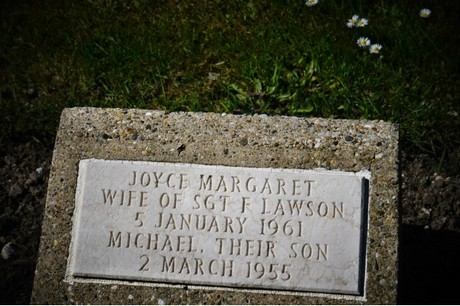 JOYCE MARGARET
WIFE OF SGT F LAWSON
5 JANUARY 1961
MICHAEL, THEIR SON
2 MARCH 1955